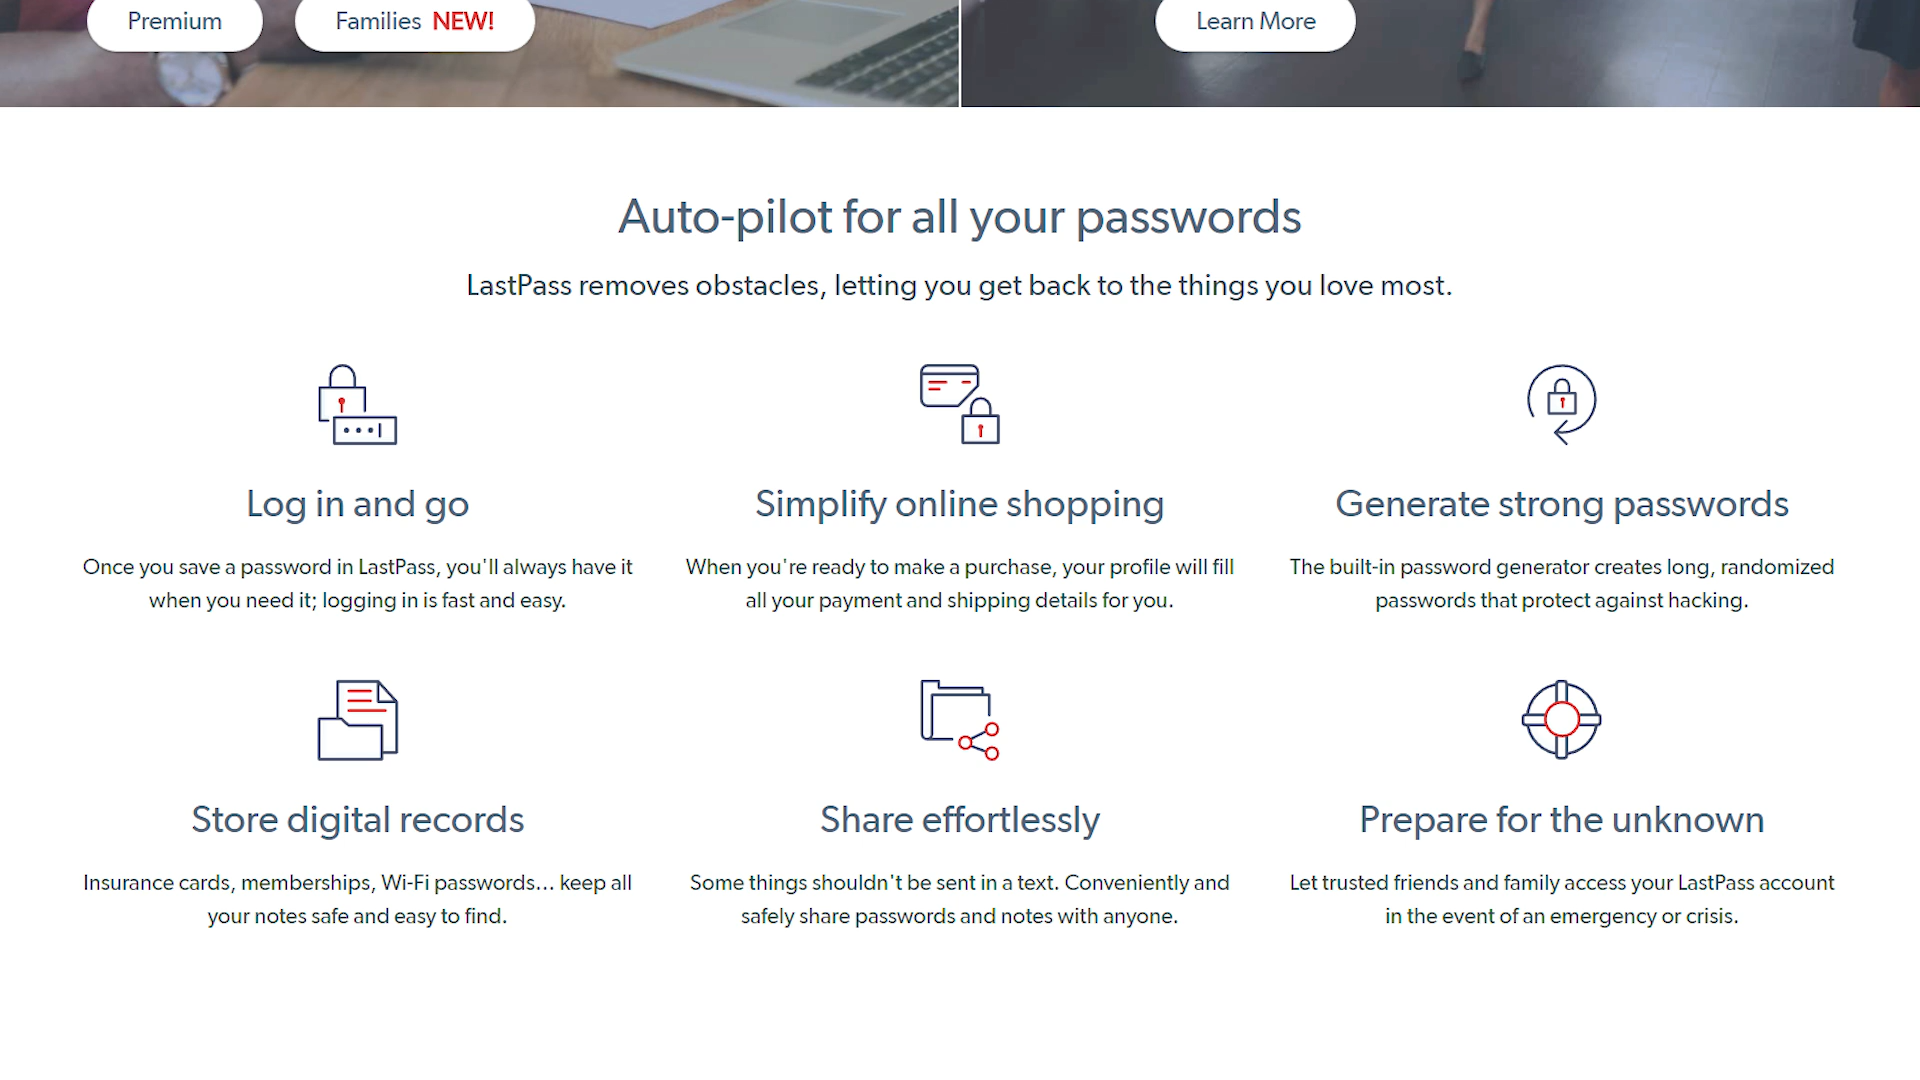 Premium
Families NEW!
Learn More
Auto-pilot for all your passwords
LastPass removes obstacles, letting you get back to the things you love most.
Log in and go
Once you save a password in LastPass, you'll always have it
when you need it; logging in is fast and easy.
Simplify online shopping
When you're ready to make a purchase, your profile will fill
all your payment and shipping details for you.
Generate strong passwords
The built-in password generator creates long, randomized
passwords that protect against hacking.
Store digital records
Insurance cards, memberships, Wi-Fi passwords... keep all
your notes safe and easy to find.
Share effortlessly
Some things shouldn't be sent in a text. Conveniently and
safely share passwords and notes with anyone.
Prepare for the unknown
Let trusted friends and family access your LastPass account
in the event of an emergency or crisis.